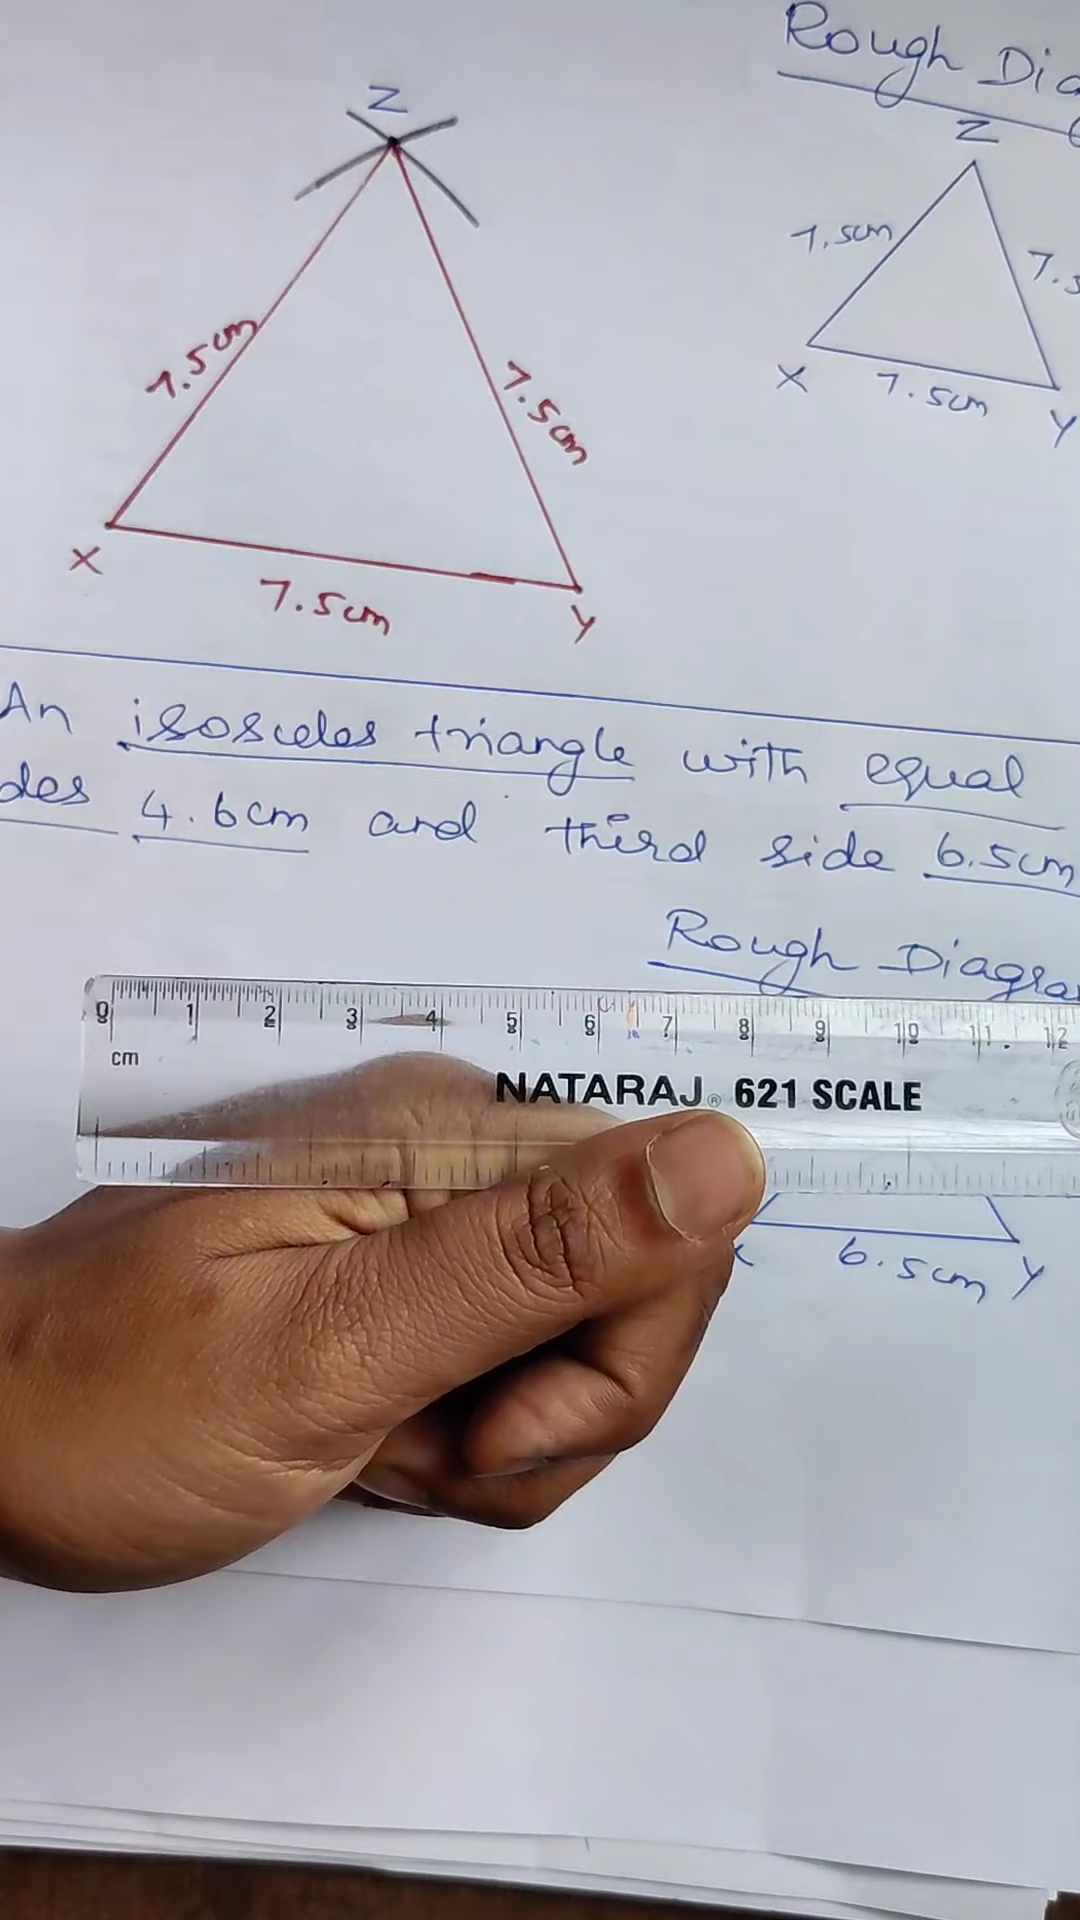 Rough Dia
Z
Z
7.5cm
7.5cm
7.5cm
7.5
X
Y
7.5cm
X
7.5cm
Y
An isosceles triangle with equal
des 4.6cm and third side 6.5cm
Rough Diagra
0 1 2 3 4 5 6 7 8 9 10 11 12
cm
NATARAJ® 621 SCALE
6.5cm Y